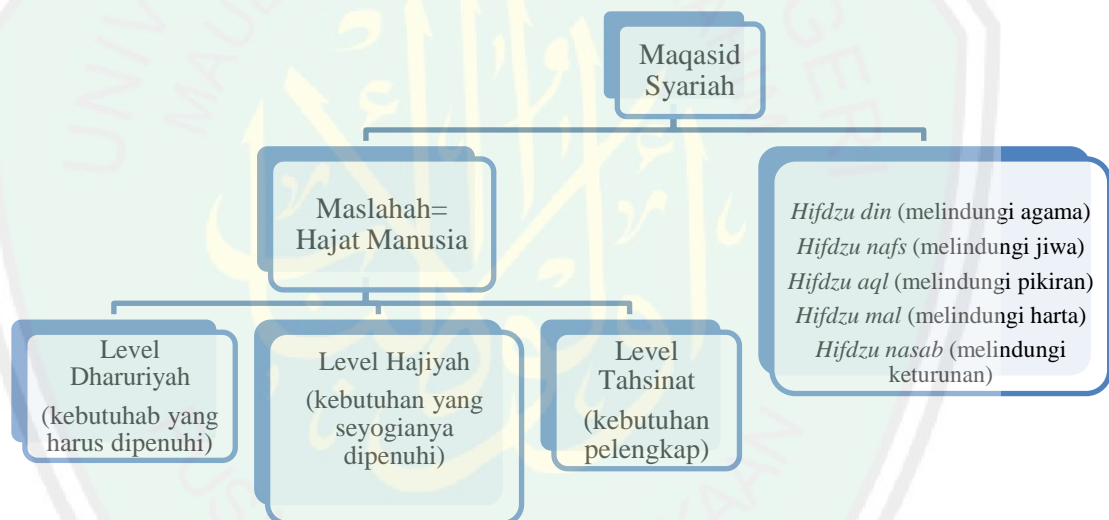 Maqasid
Syariah
Maslahah=
Hajat Manusia
Hifdzu din (melindungi agama)
Hifdzu nafs (melindungi jiwa)
Hifdzu aql (melindungi pikiran)
Hifdzu mal (melindungi harta)
Hifdzu nasab (melindungi
keturunan)
Level
Dharuriyah
(kebutuhab yang
harus dipenuhi)
Level Hajiyah
(kebutuhan yang
seyogianya
dipenuhi)
Level
Tahsinat
(kebutuhan
pelengkap)